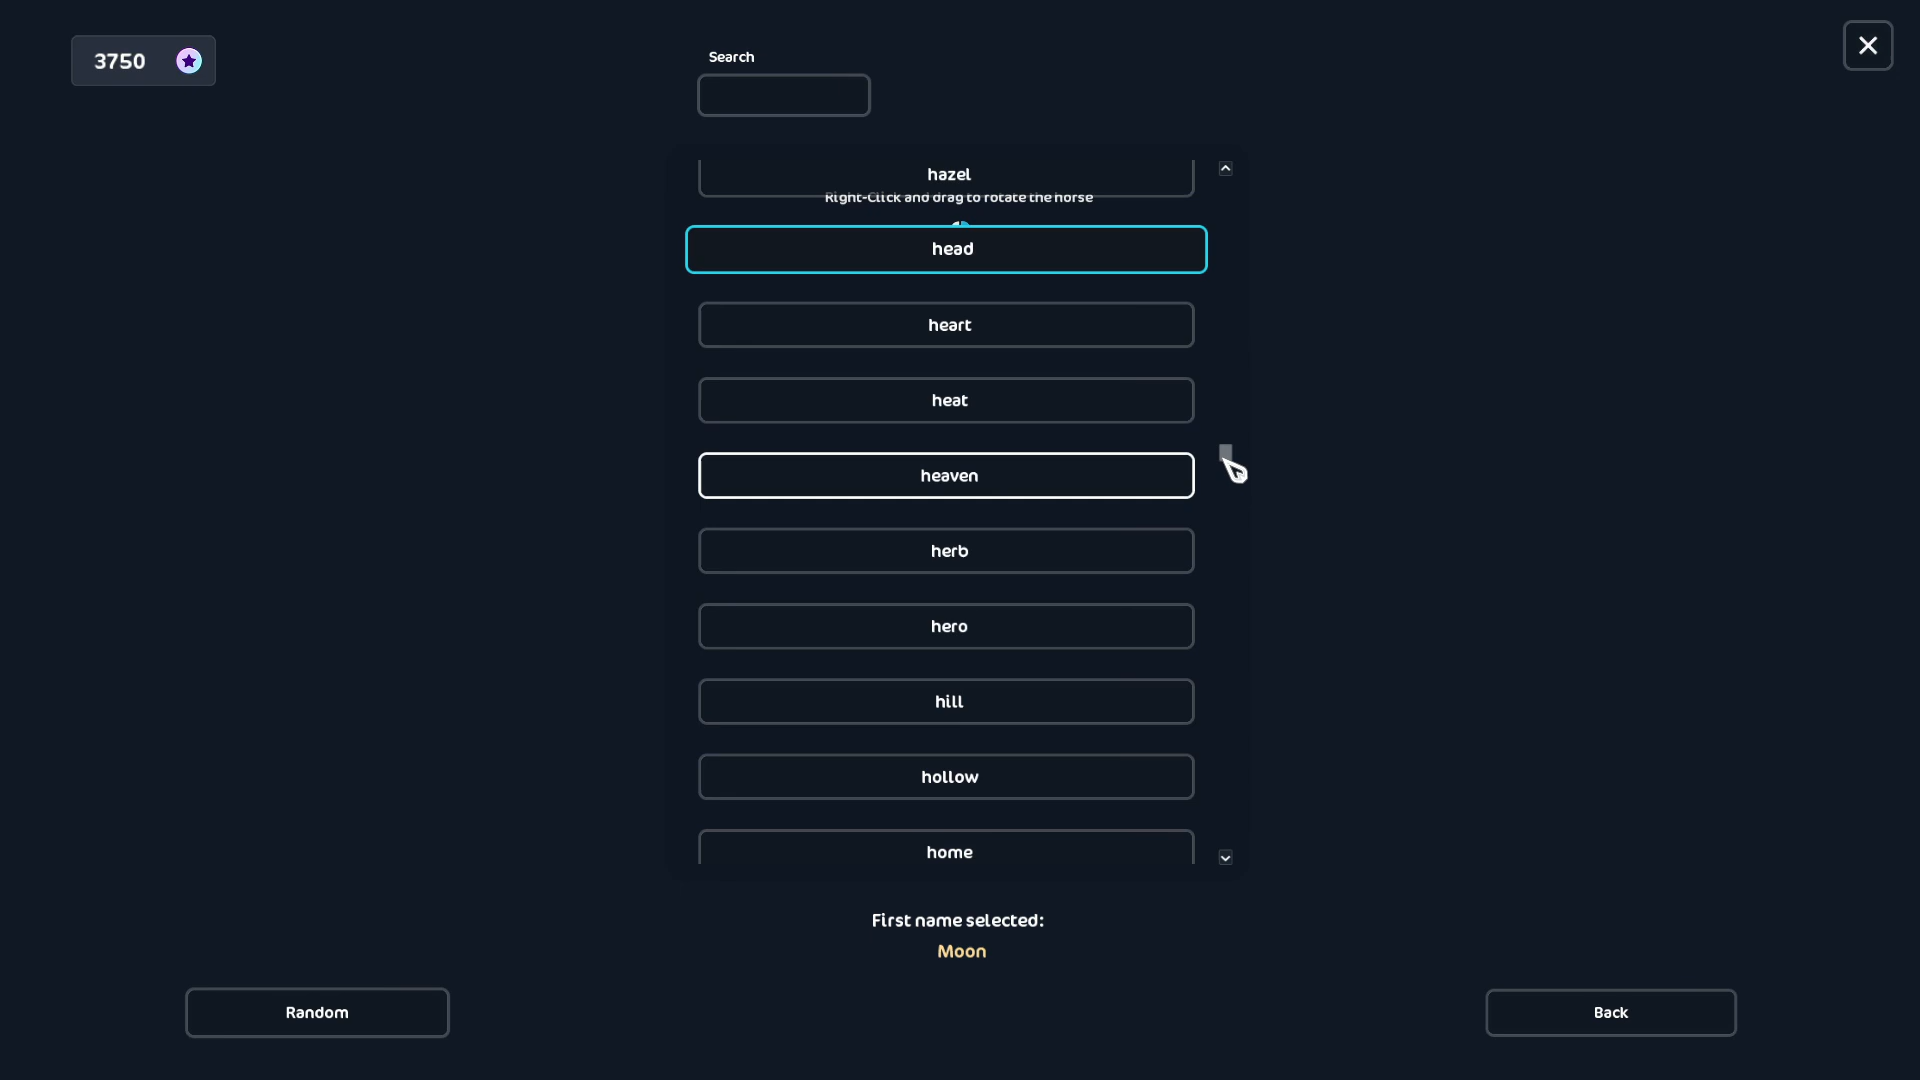 3750
Search
hazel
Right-Click and drag to rotate the horse
head
heart
heat
heaven
herb
hero
hill
hollow
home
First name selected:
Moon
Random
Back